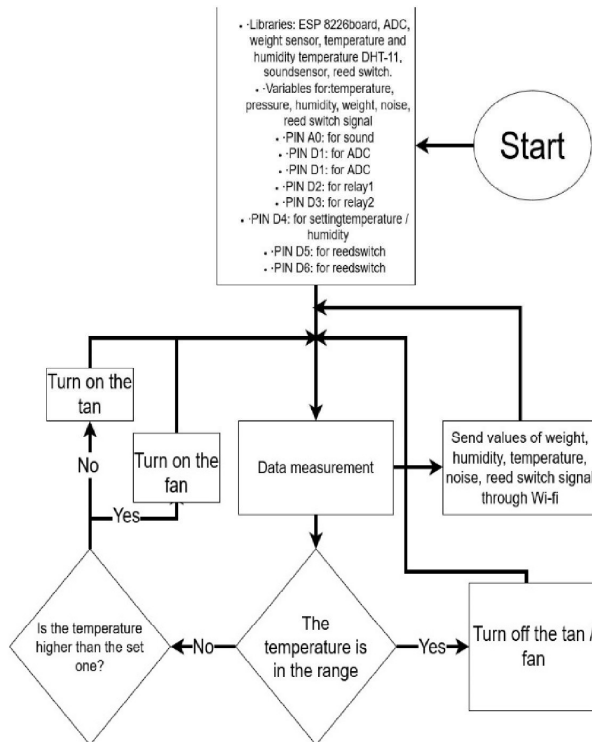 · ·Libraries: ESP 8226board, ADC,
weight sensor, temperature and
humidity temperature DHT-11,
soundsensor, reed switch.
· ·Variables for:temperature,
pressure, humidity, weight, noise,
reed switch signal
· ·PIN A0: for sound
· ·PIN D1: for ADC
· ·PIN D1: for ADC
· ·PIN D2: for relay1
· ·PIN D3: for relay2
· ·PIN D4: for settingtemperature /
humidity
· ·PIN D5: for reedswitch
· ·PIN D6: for reedswitch
Start
Turn on the
tan
No
Turn on the
fan
Yes
Data measurement
Send values of weight,
humidity, temperature,
noise, reed switch signal
through Wi-fi
Is the temperature
higher than the set
one?
No
The
temperature is
in the range
Yes
Turn off the tan /
fan